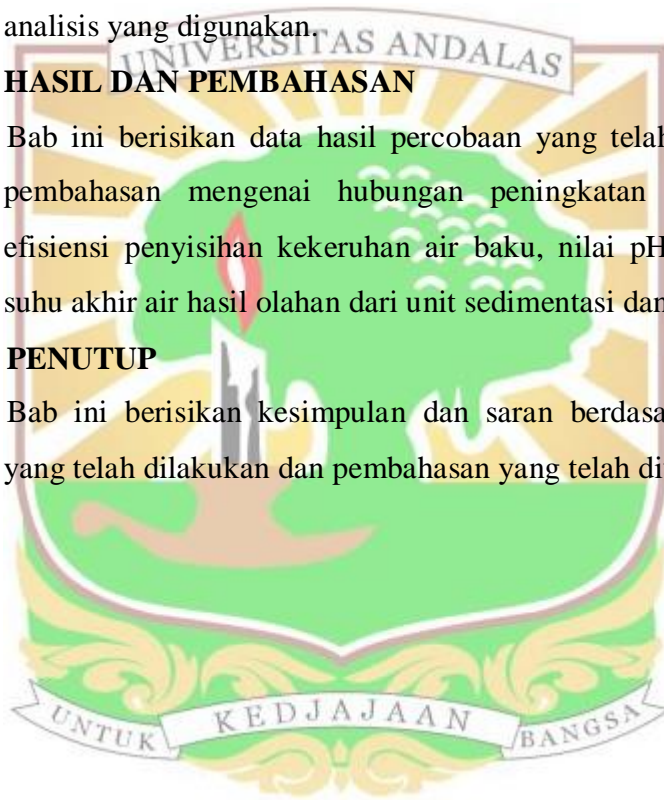 analisis yang digunakan.
UNIVERSITAS ANDALAS
HASIL DAN PEMBAHASAN
Bab ini berisikan data hasil percobaan yang telah
pembahasan mengenai hubungan peningkatan
efisiensi penyisihan kekeruhan air baku, nilai pH
suhu akhir air hasil olahan dari unit sedimentasi dan
PENUTUP
Bab ini berisikan kesimpulan dan saran
yang telah dilakukan dan pembahasan yang telah
UNTUK KEDJAJAAN BANGSA